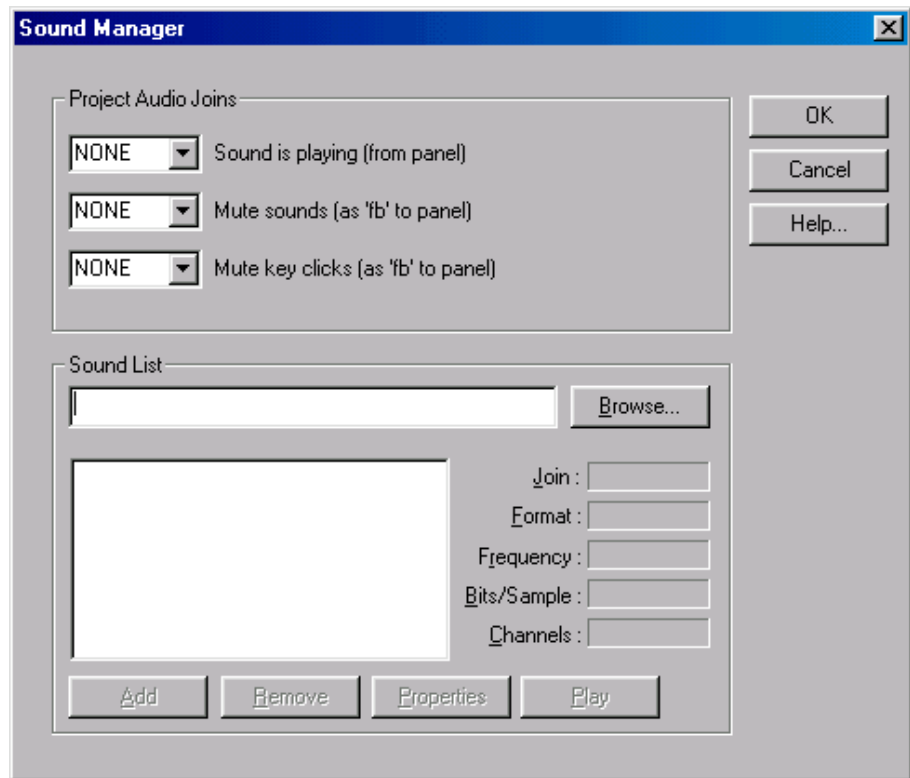 Sound Manager
Project Audio Joins
NONE Sound is playing (from panel)
NONE Mute sounds (as 'fb' to panel)
NONE Mute key clicks (as 'fb' to panel)
OK
Cancel
Help...
Sound List
Browse...
Join :
Format :
Frequency :
Bits/Sample :
Channels :
Add Remove Properties Play